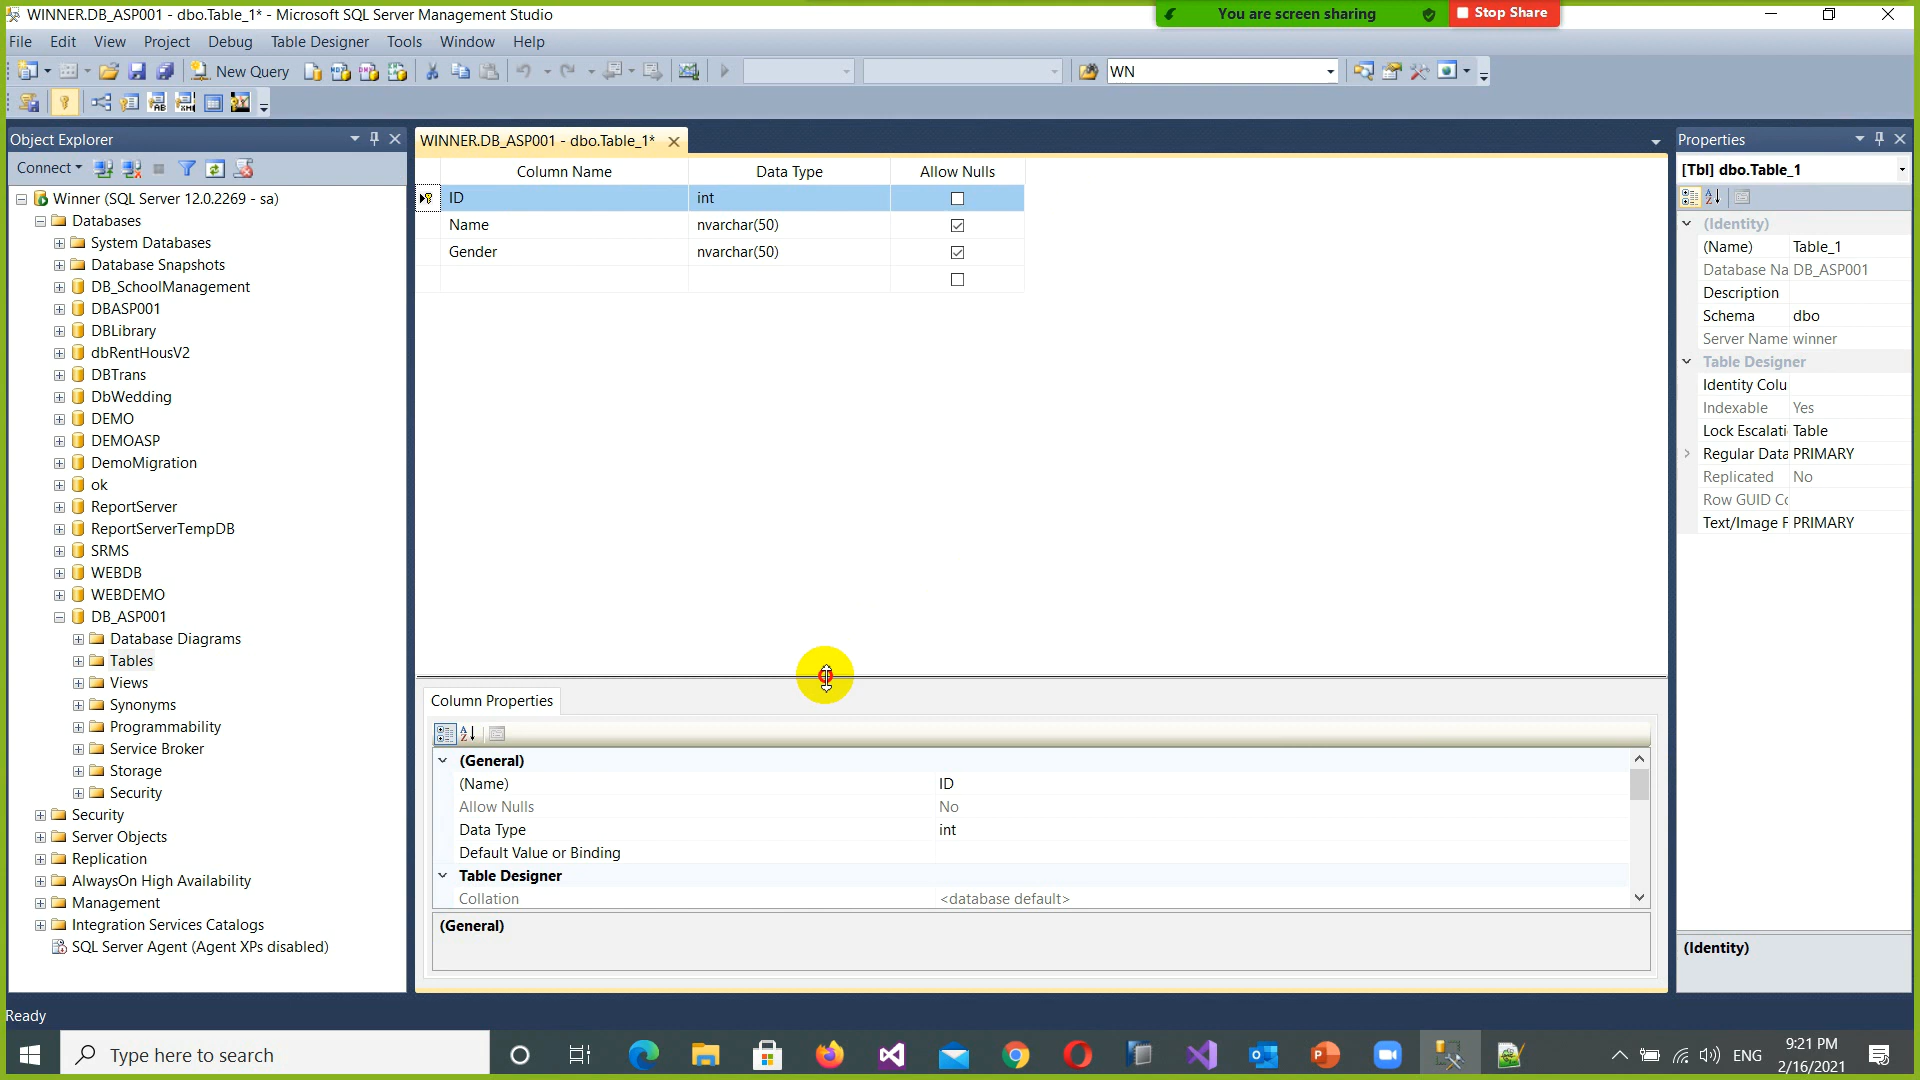 WINNER.DB_ASP001 - dbo.Table_1* - Microsoft SQL Server Management Studio
You are screen sharing
Stop Share
File Edit View Project Debug Table Designer Tools Window Help
New Query
WN
Object Explorer
Connect
Winner (SQL Server 12.0.2269 - sa)
Databases
System Databases
Database Snapshots
DB_SchoolManagement
DBASP001
DBLibrary
dbRentHousV2
DBTrans
DbWedding
DEMO
DEMOASP
DemoMigration
ok
ReportServer
ReportServerTempDB
SRMS
WEBDB
WEBDEMO
DB_ASP001
Database Diagrams
Tables
Views
Synonyms
Programmability
Service Broker
Storage
Security
Security
Server Objects
Replication
AlwaysOn High Availability
Management
Integration Services Catalogs
SQL Server Agent (Agent XPs disabled)
WINNER.DB_ASP001 - dbo.Table_1*
Column Name Data Type Allow Nulls
ID int
Name nvarchar(50)
Gender nvarchar(50)
Column Properties
(General)
(Name) ID
Allow Nulls No
Data Type int
Default Value or Binding
Table Designer
Collation <database default>
(General)
Properties
[Tbl] dbo.Table_1
(Identity)
(Name) Table_1
Database Na DB_ASP001
Description
Schema dbo
Server Name winner
Table Designer
Identity Colu
Indexable Yes
Lock Escalati Table
Regular Data PRIMARY
Replicated No
Row GUID Co
Text/Image F PRIMARY
(Identity)
Ready
Type here to search
ENG
9:21 PM
2/16/2021